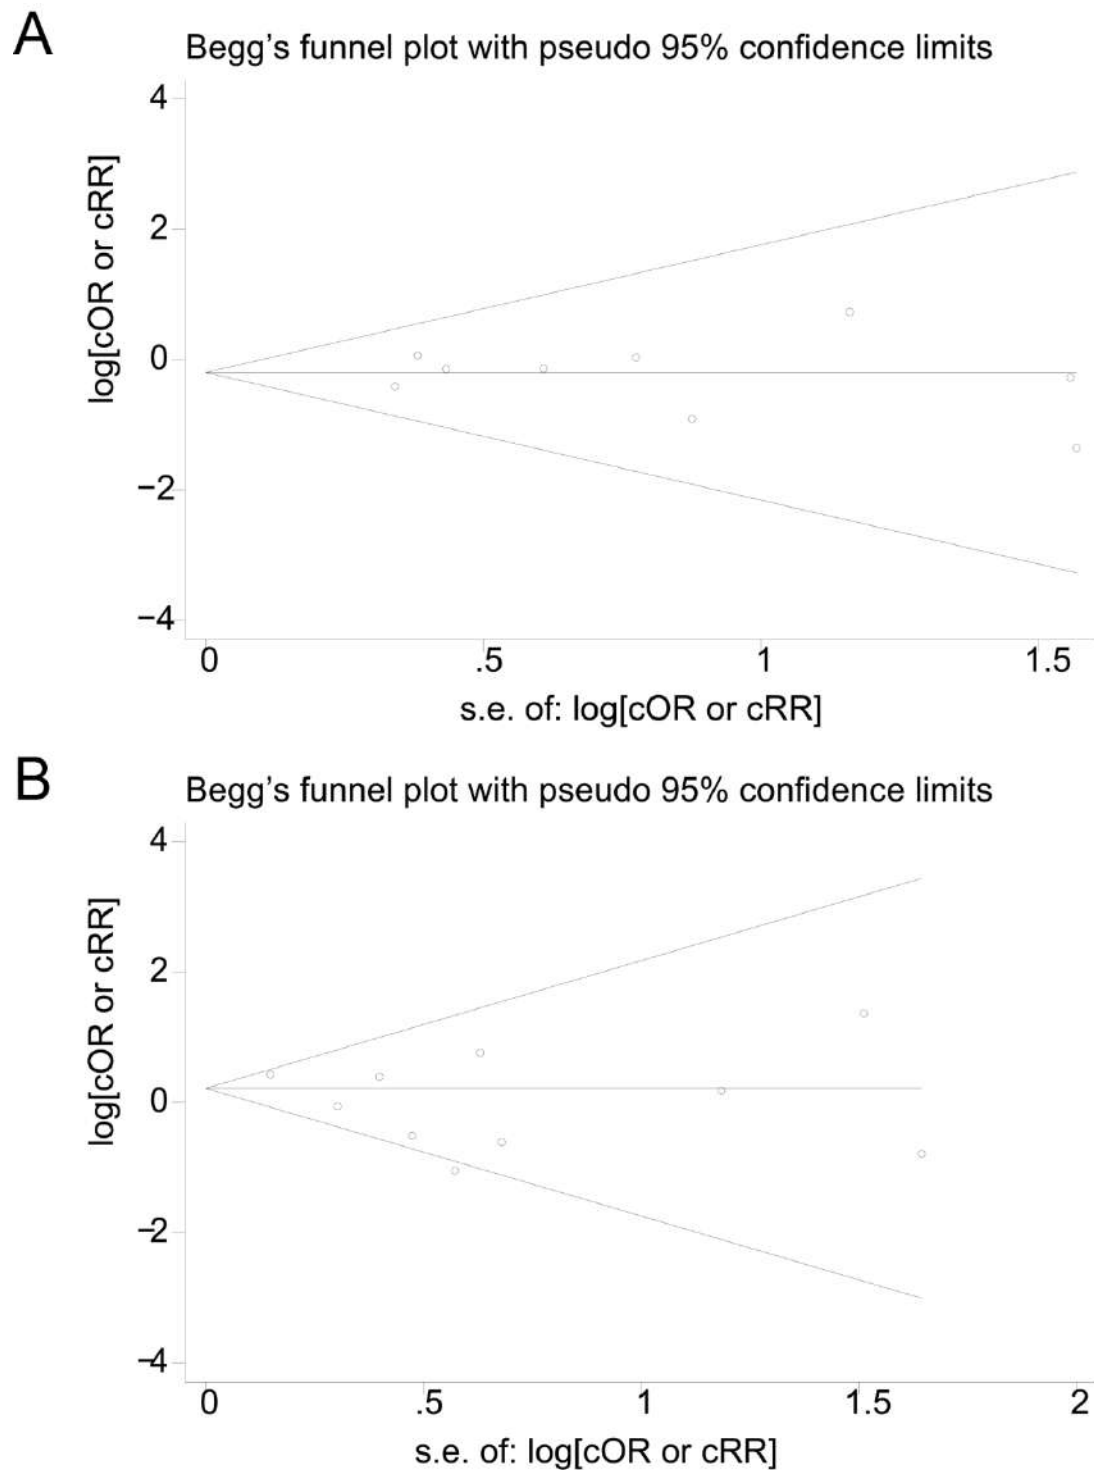 A
Begg’s funnel plot with pseudo 95% confidence limits
log[cOR or cRR]
4
2
0
−2
−4
0 .5 1 1.5
s.e. of: log[cOR or cRR]
B
Begg’s funnel plot with pseudo 95% confidence limits
log[cOR or cRR]
4
2
0
−2
−4
0 .5 1 1.5 2
s.e. of: log[cOR or cRR]